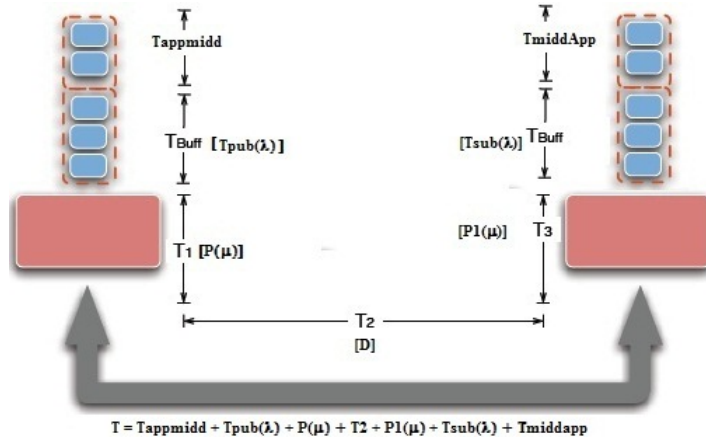 Tappmidd
TmiddApp
TBuff [Tpub(λ)]
[Tsub(λ)] TBuff
T1 [P(μ)]
[P1(μ)] T3
T2
[D]
T = Tappmidd + Tpub(λ) + P(μ) + T2 + P1(μ) + Tsub(λ) + Tmiddapp